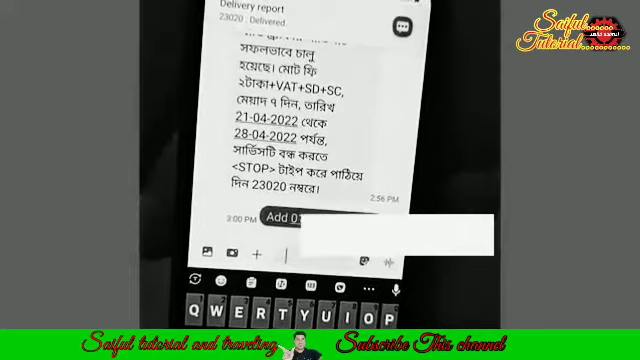 Delivery report
23020 : Delivered
Saiful
Tutorial
সফলভাবে চালু
হয়েছে। মোট ফি
২টাকা+VAT+SD+SC,
মেয়াদ ৭ দিন, তারিখ
21-04-2022 থেকে
28-04-2022 পর্যন্ত,
সার্ভিসটি বন্ধ করতে
<STOP> টাইপ করে পাঠিয়ে
দিন 23020 নম্বরে।
2:56 PM
3:00 PM
Add
Q W E R T Y U I O P
Saiful tutorial and traveling
Subscribe This channel